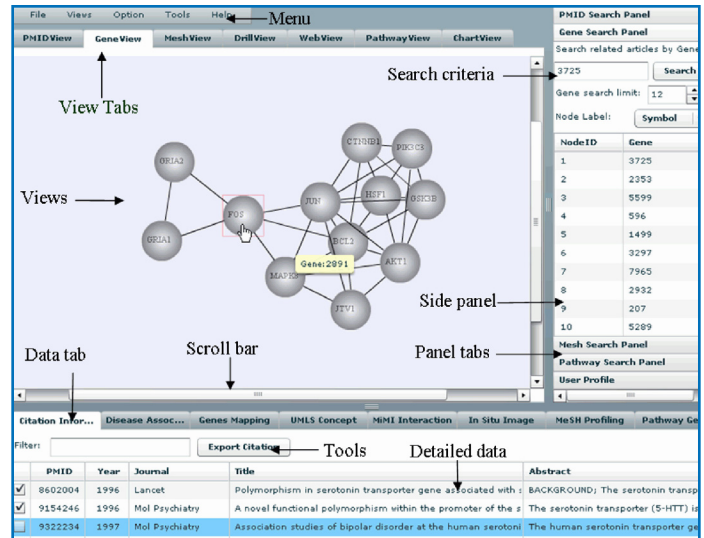 File Views Option Tools Help Menu
PMIDView GeneView MeshView DrillView WebView PathwayView ChartView
View Tabs
Search criteria
Views
GRIA2
GRIA1
FOS
CTNNB1
PIK3C3
JUN
HSF1
GSK3B
BCL2
MAPK8
AKT1
JTV1
Gene:2891
Side panel
Panel tabs
Scroll bar
Data tab
PMID Search Panel
Gene Search Panel
Search related articles by Gene
3725 Search
Gene search limit: 12
Node Label: Symbol
NodeID Gene
1 3725
2 2353
3 5599
4 596
5 1499
6 3297
7 7965
8 2932
9 207
10 5289
Mesh Search Panel
Pathway Search Panel
User Profile
Citation Infor... Disease Assoc... Genes Mapping UMLS Concept MiMI Interaction In Situ Image MeSH Profiling Pathway Ge
Filter: Export Citation Tools Detailed data
PMID Year Journal Title Abstract
8602004 1996 Lancet Polymorphism in serotonin transporter gene associated with s BACKGROUND; The serotonin transp
9154246 1996 Mol Psychiatry A novel functional polymorphism within the promoter of the s The serotonin transporter (5-HTT) is
9322234 1997 Mol Psychiatry Association studies of bipolar disorder at the human serotoni The human serotonin transporter ge